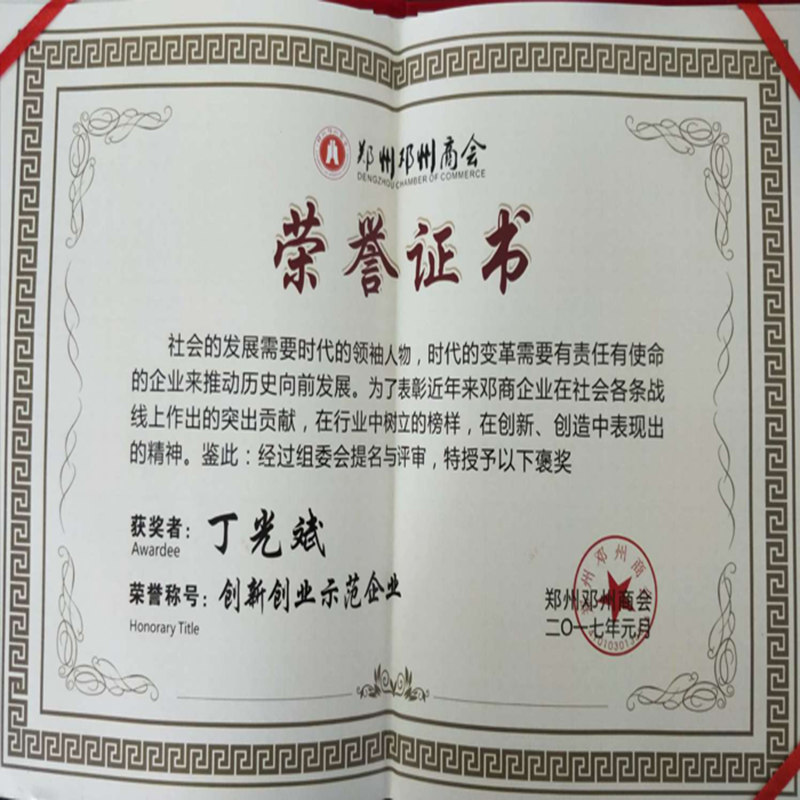 郑州邓州商会
DENGZHOU CHAMBER OF COMMERCE
荣誉证书
社会的发展需要时代的领袖人物，时代的变革需要有责任有使命
的企业来推动历史向前发展。为了表彰近年来邓商企业在社会各条战
线上作出的突出贡献，在行业中树立的榜样，在创新、创造中表现出
的精神。鉴此：经过组委会提名与评审，特授予以下褒奖
获奖者：丁光斌
Awardee
荣誉称号：创新创业示范企业
Honorary Title
郑州邓州商会
二〇一七年元月